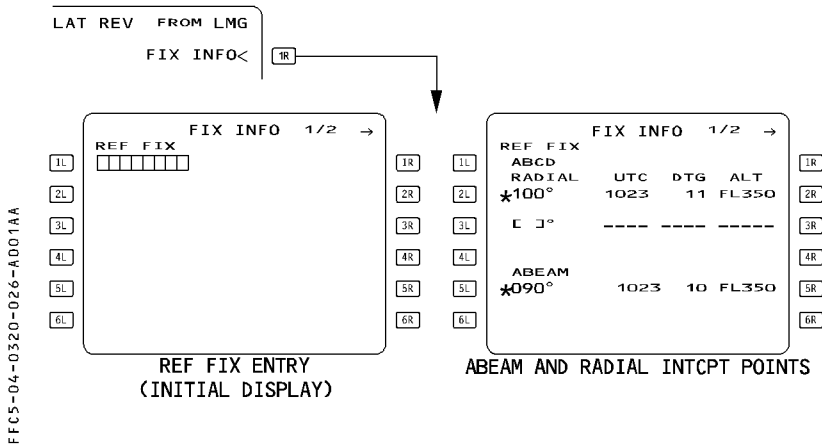 LAT REV FROM LMG
FIX INFO<
1R
FIX INFO 1/2 →
REF FIX
1L 1R
2L 2R
3L 3R
4L 4R
5L 5R
6L 6R
REF FIX ENTRY
(INITIAL DISPLAY)
FIX INFO 1/2 →
REF FIX
1L ABCD 1R
RADIAL UTC DTG ALT
2L *100° 1023 11 FL350 2R
3L [ ]° ---- ---- ----- 3R
4L 4R
ABEAM
5L *090° 1023 10 FL350 5R
6L 6R
ABEAM AND RADIAL INTCPT POINTS
FFC5-04-0320-026-A001AA